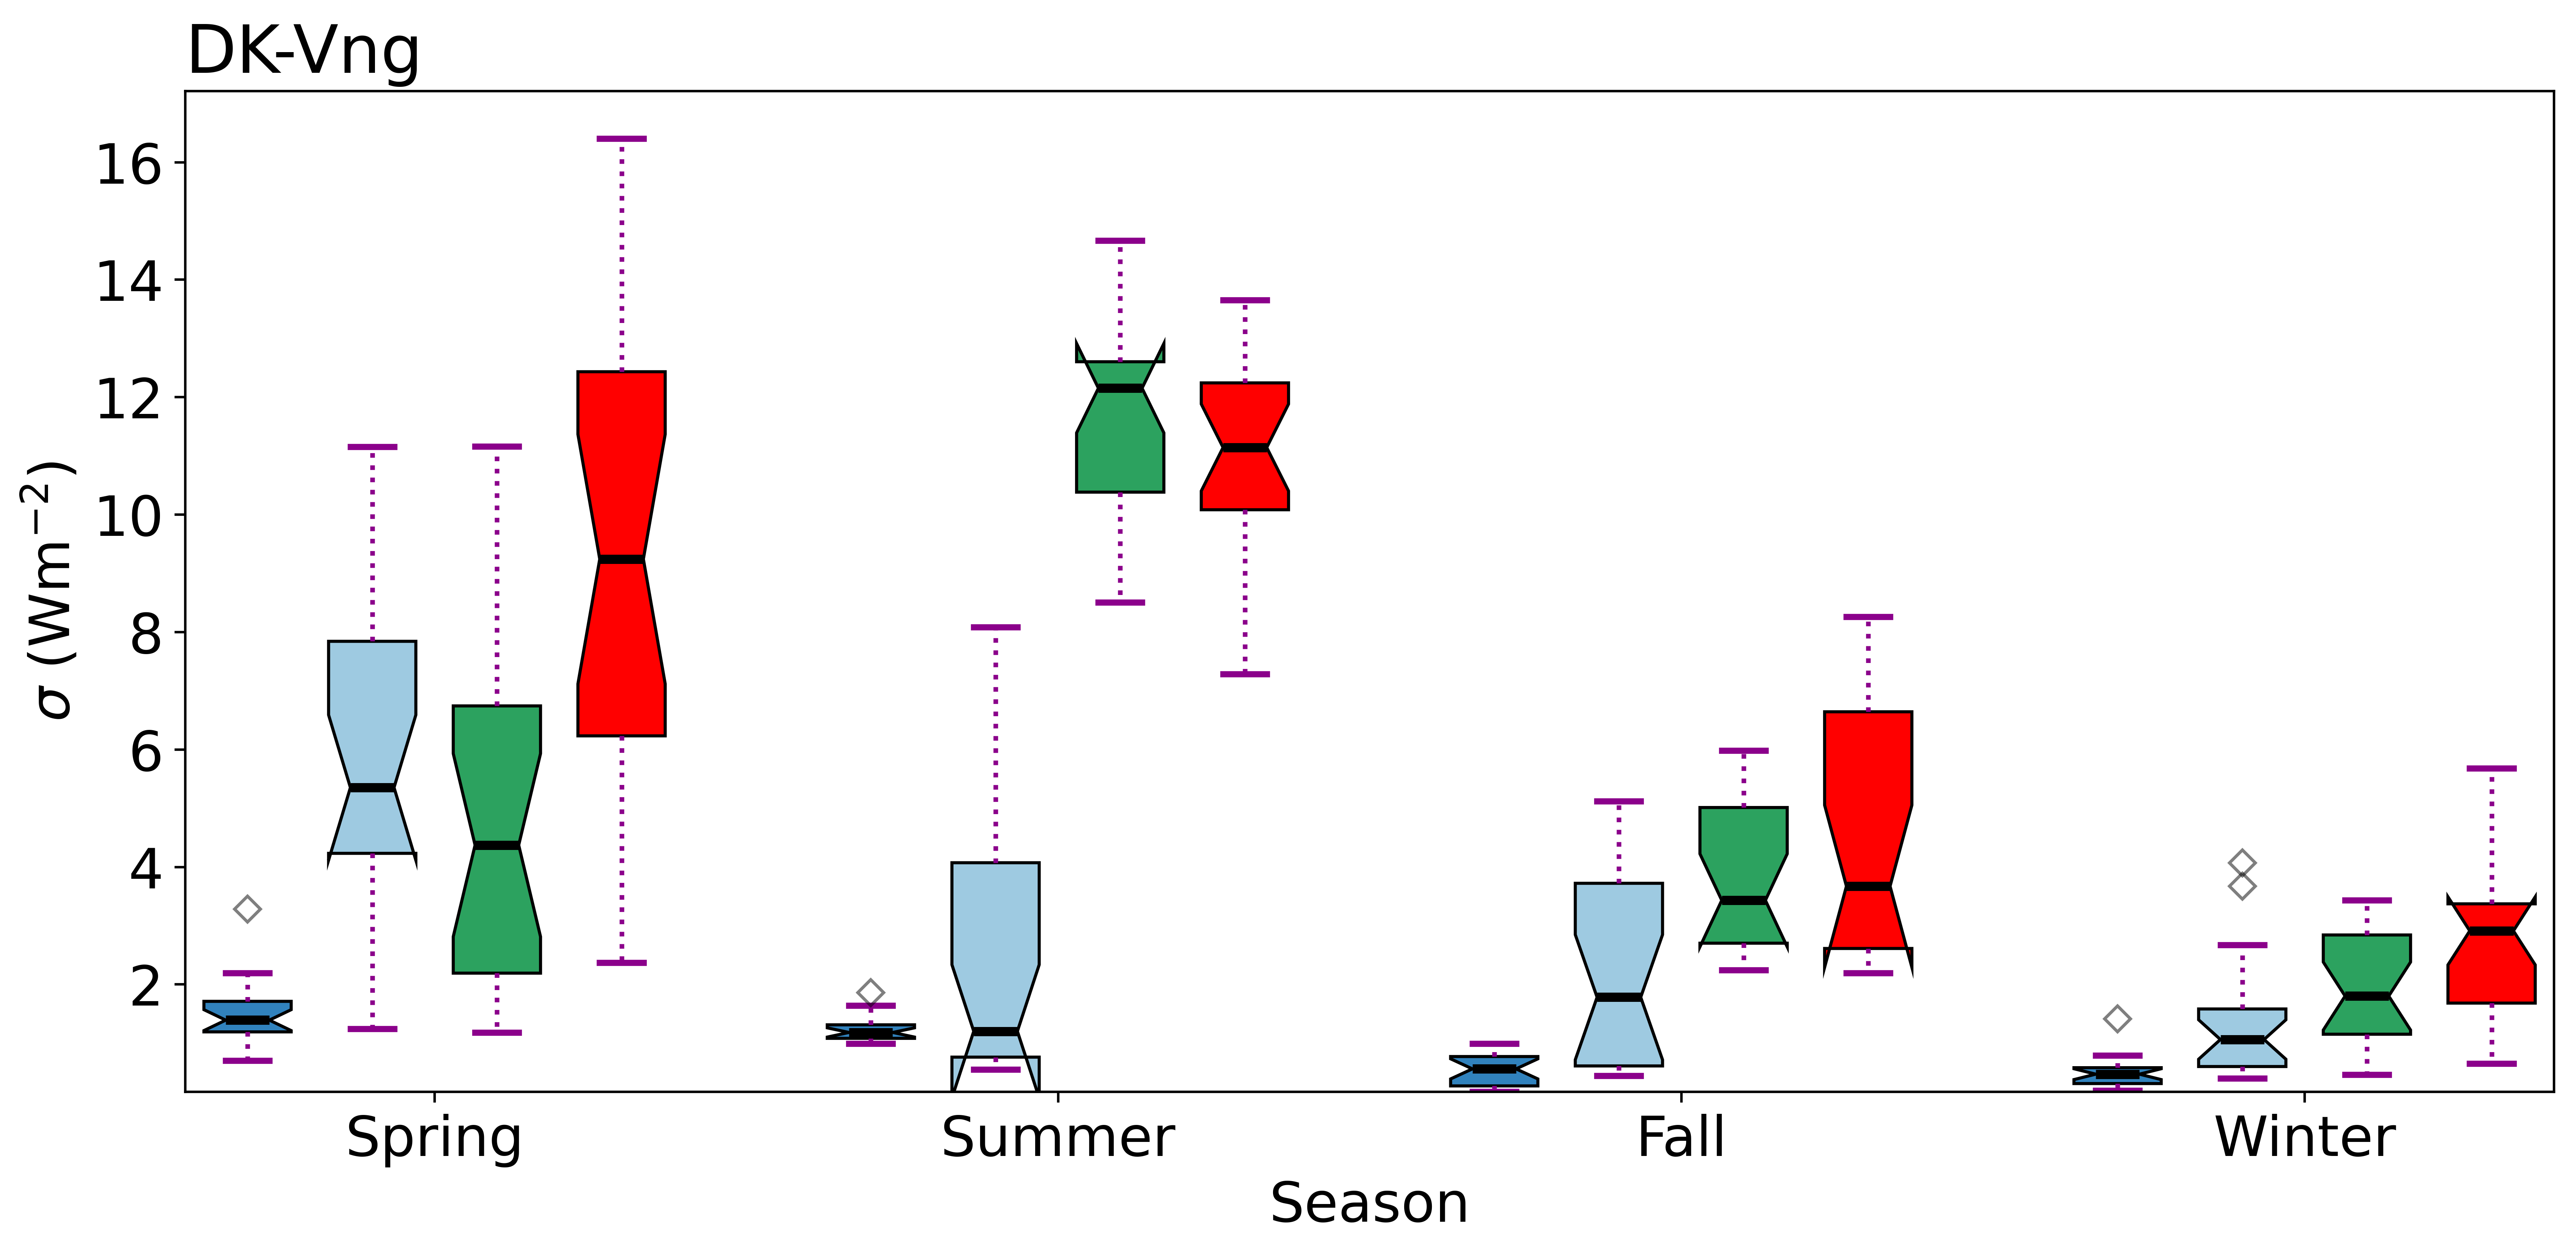 DK-Vng
σ (Wm⁻²)
16
14
12
10
8
6
4
2
Spring Summer Fall Winter
Season